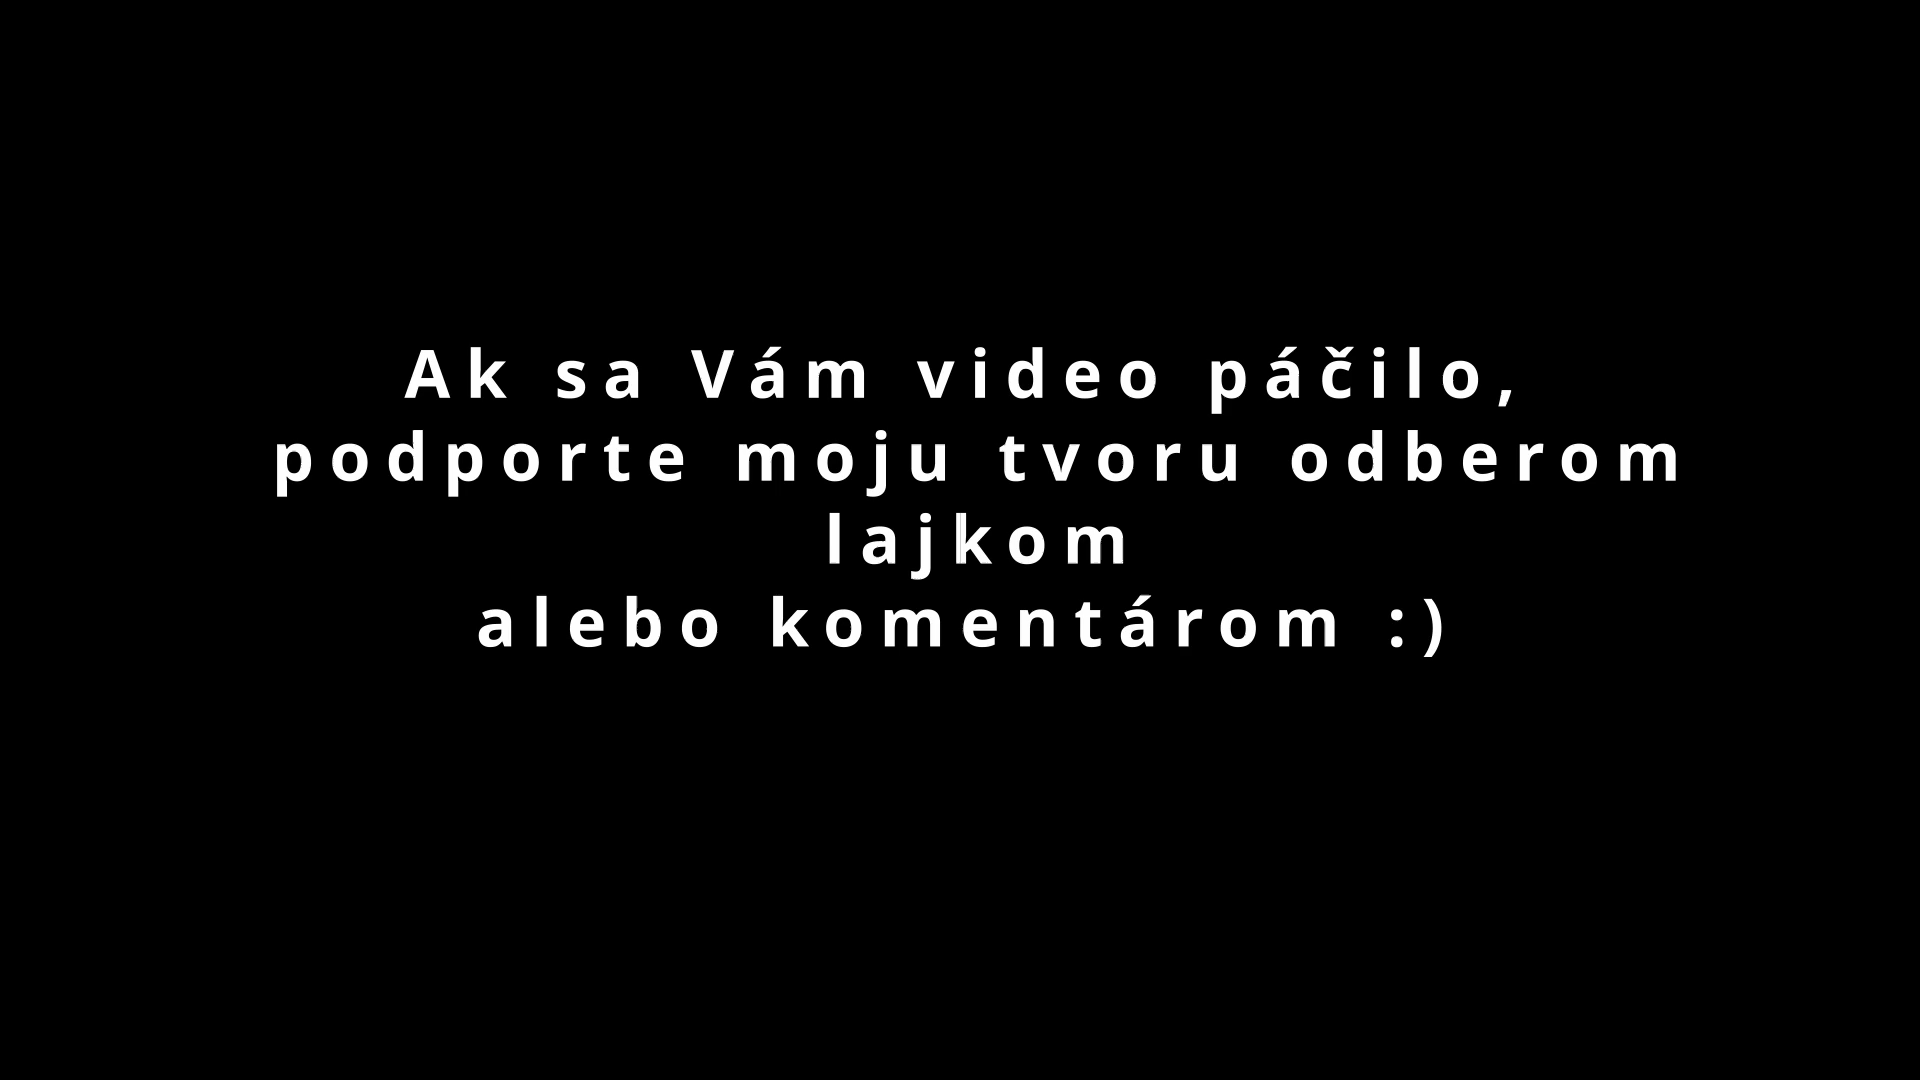 Ak sa Vám video páčilo,
podporte moju tvoru odberom
lajkom
alebo komentárom :)